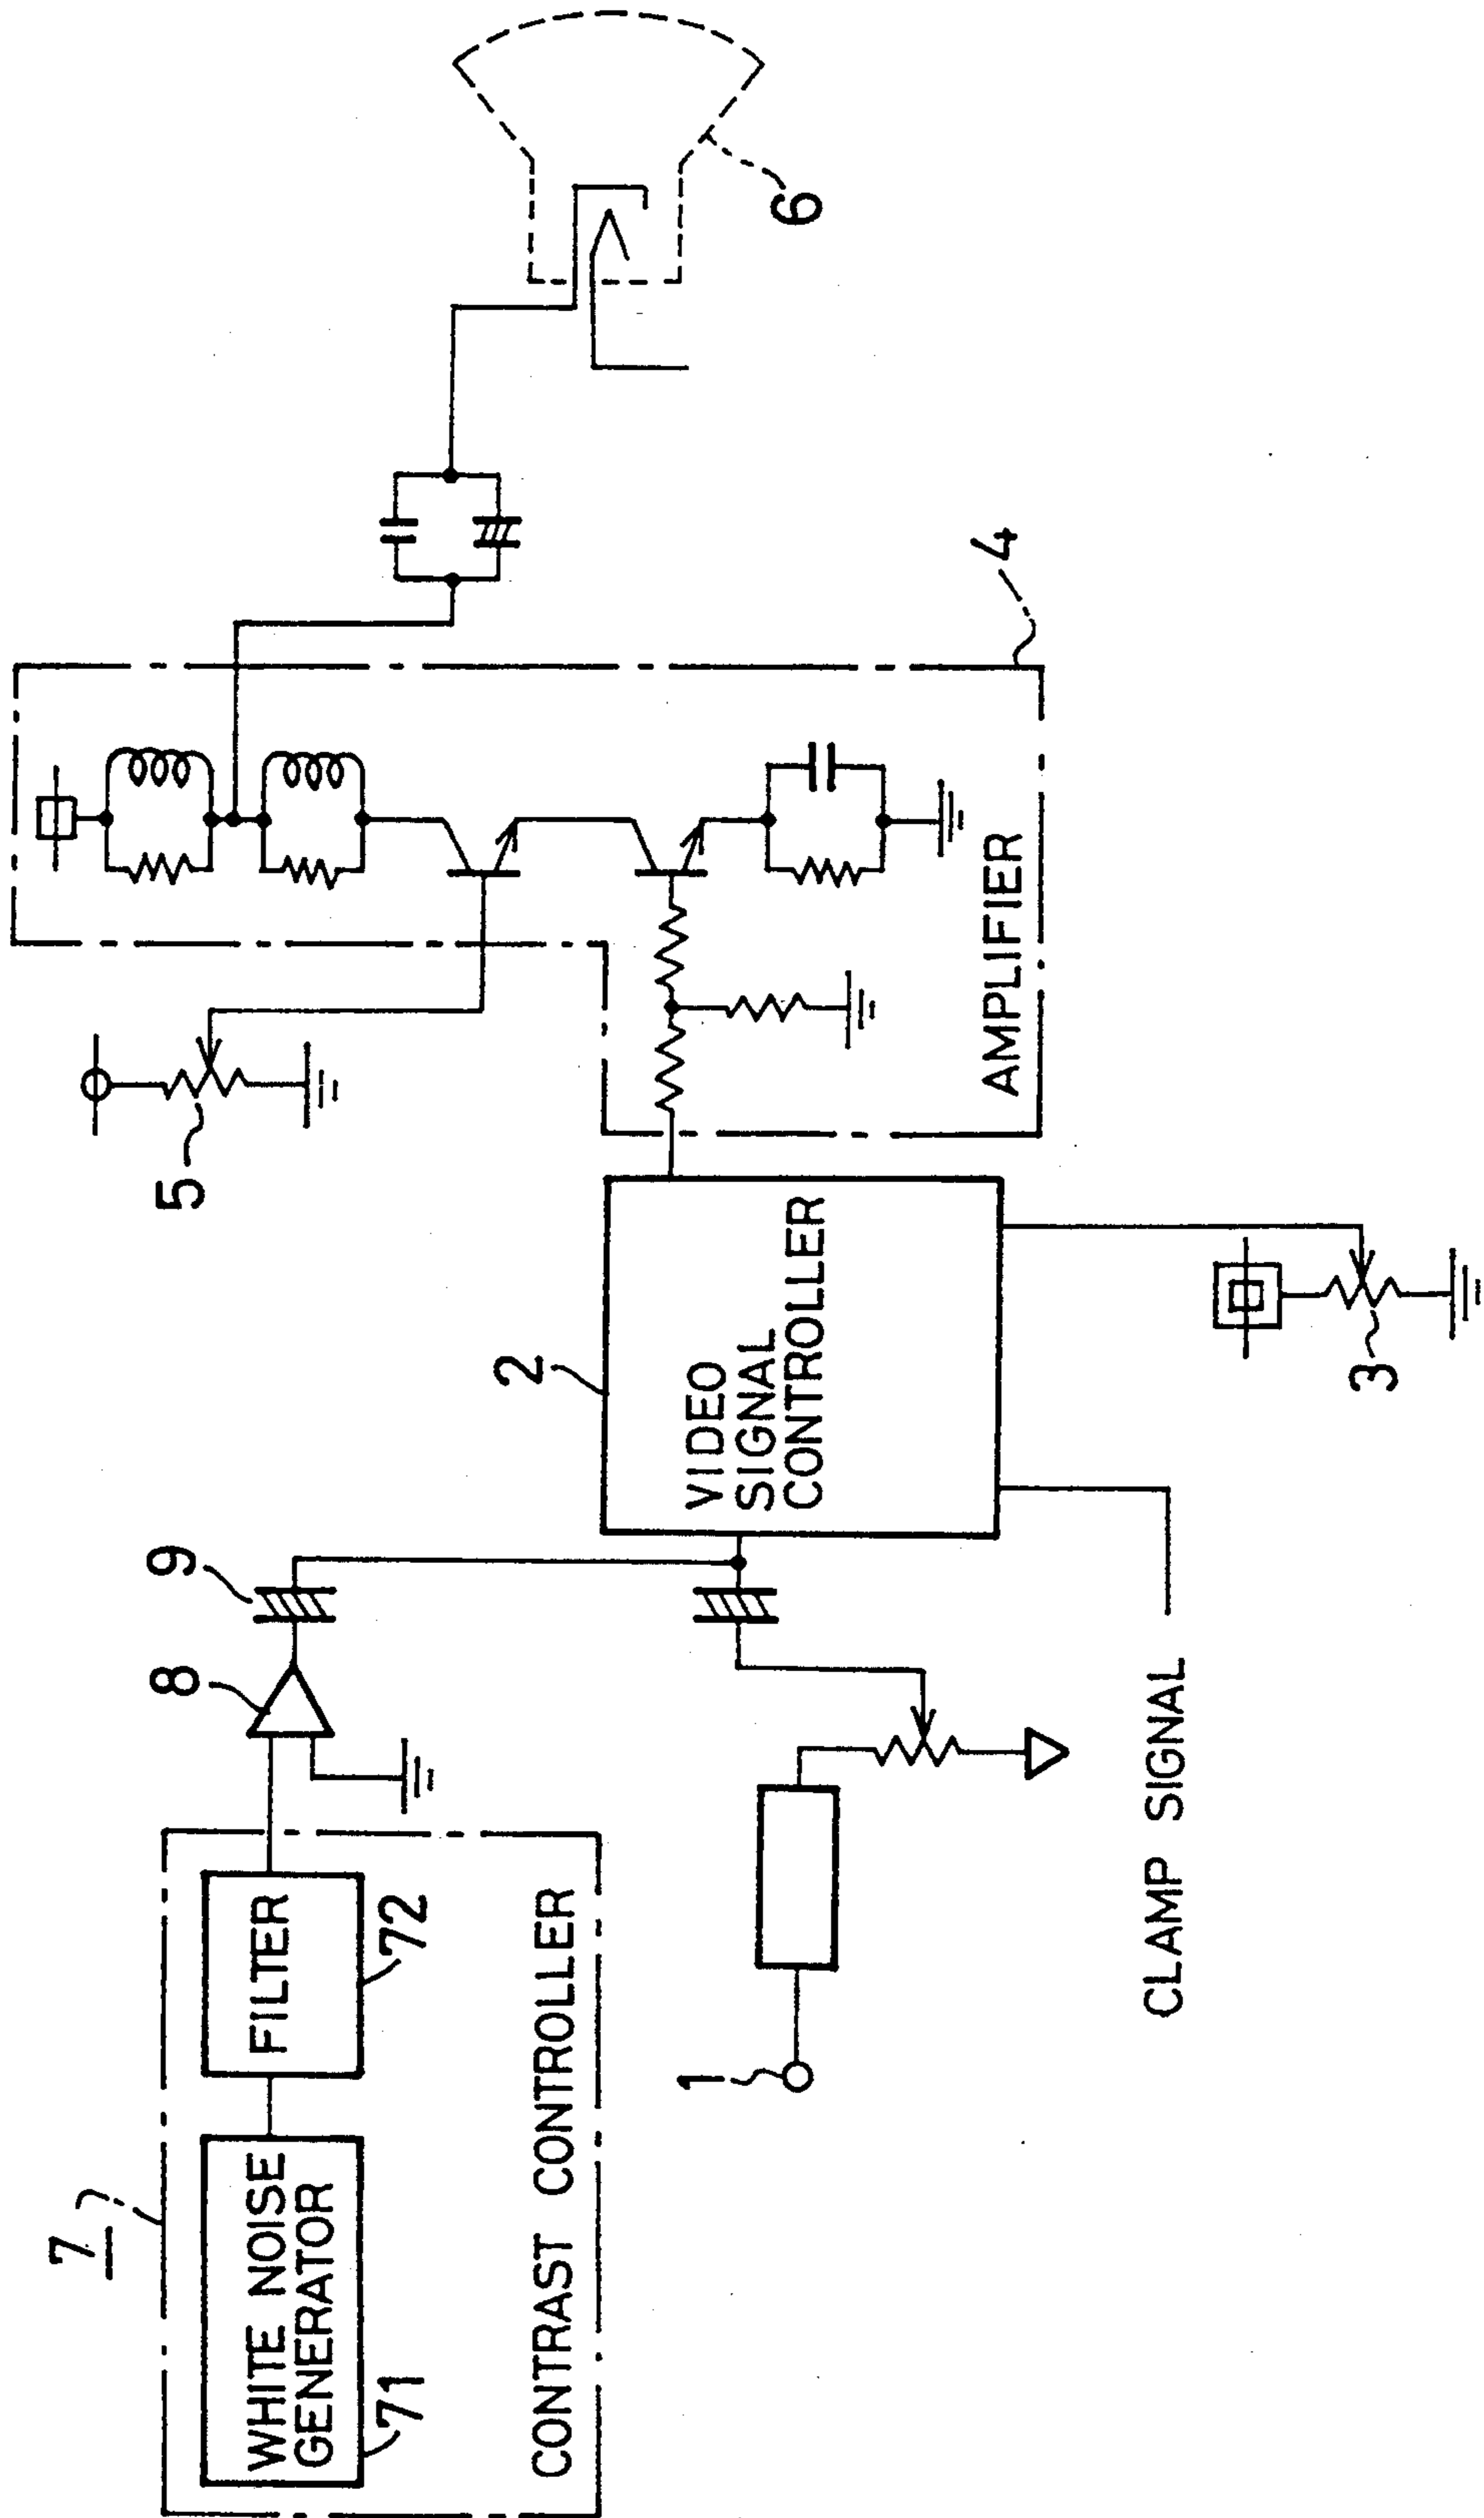 7
WHITE NOISE
GENERATOR
71
FILTER
72
CONTRAST CONTROLLER
8
9
1
CLAMP SIGNAL
2
VIDEO
SIGNAL
CONTROLLER
3
5
AMPLIFIER
4
6